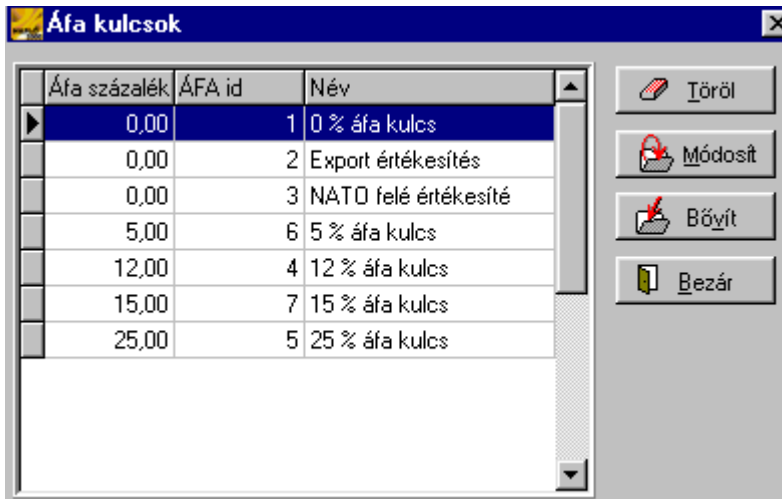 Áfa kulcsok
Áfa százalék ÁFA id Név
0,00 1 0 % áfa kulcs
0,00 2 Export értékesítés
0,00 3 NATO felé értékesíté
5,00 6 5 % áfa kulcs
12,00 4 12 % áfa kulcs
15,00 7 15 % áfa kulcs
25,00 5 25 % áfa kulcs
Töröl
Módosít
Bővít
Bezár